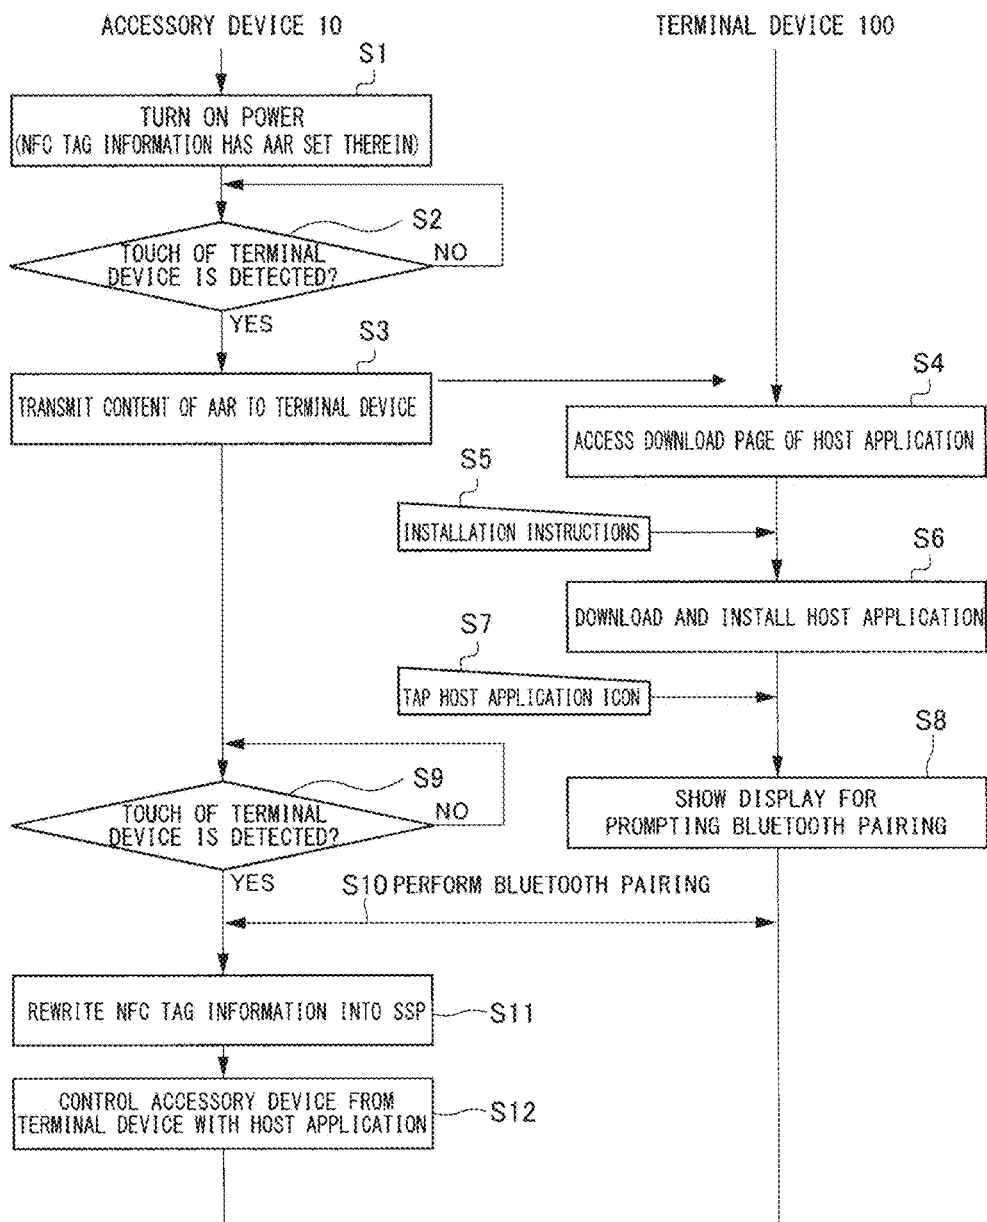 ACCESSORY DEVICE 10
TERMINAL DEVICE 100
S1
TURN ON POWER
(NFC TAG INFORMATION HAS AAR SET THEREIN)
S2
TOUCH OF TERMINAL
DEVICE IS DETECTED?
NO
YES
S3
TRANSMIT CONTENT OF AAR TO TERMINAL DEVICE
S4
ACCESS DOWNLOAD PAGE OF HOST APPLICATION
S5
INSTALLATION INSTRUCTIONS
S6
DOWNLOAD AND INSTALL HOST APPLICATION
S7
TAP HOST APPLICATION ICON
S8
SHOW DISPLAY FOR
PROMPTING BLUETOOTH PAIRING
S9
TOUCH OF TERMINAL
DEVICE IS DETECTED?
NO
YES
S10 PERFORM BLUETOOTH PAIRING
REWRITE NFC TAG INFORMATION INTO SSP
S11
CONTROL ACCESSORY DEVICE FROM
TERMINAL DEVICE WITH HOST APPLICATION
S12